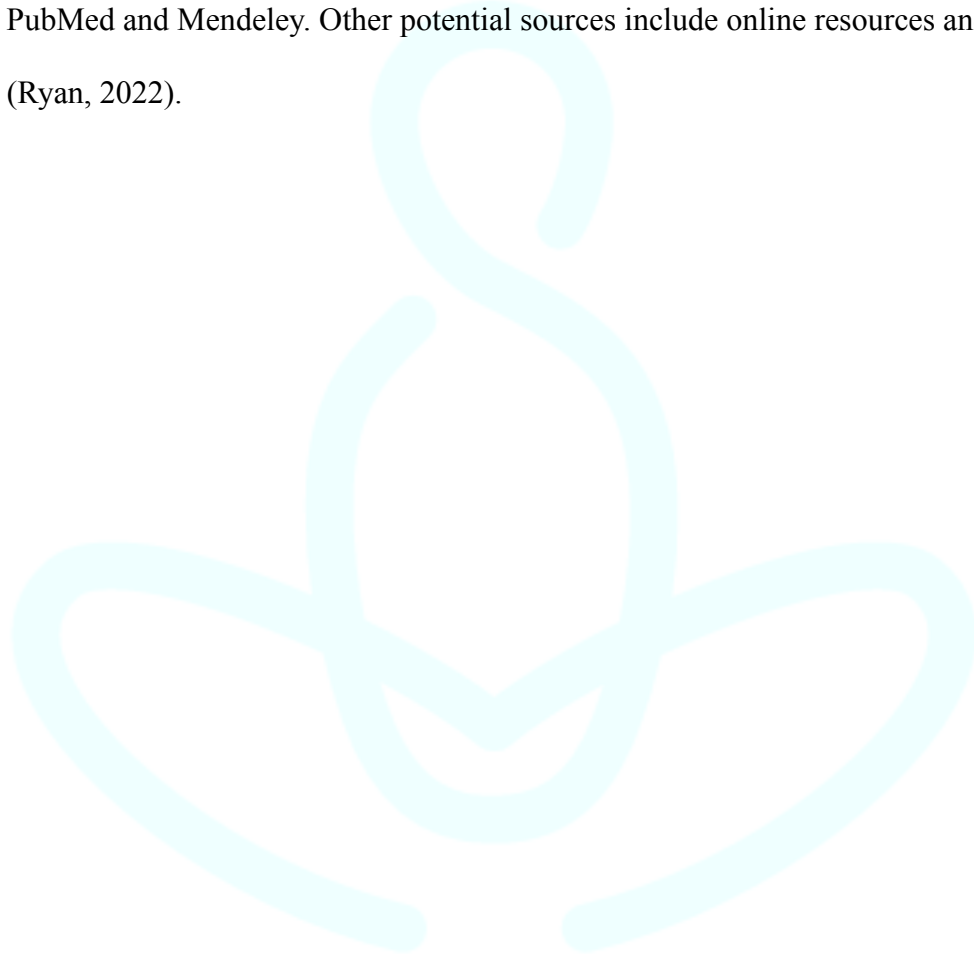 PubMed and Mendeley. Other potential sources include online resources an
(Ryan, 2022).